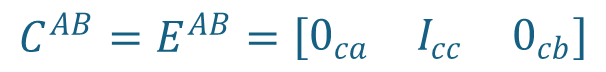 C^{AB} = E^{AB} = [0_{ca} I_{cc} 0_{cb}]